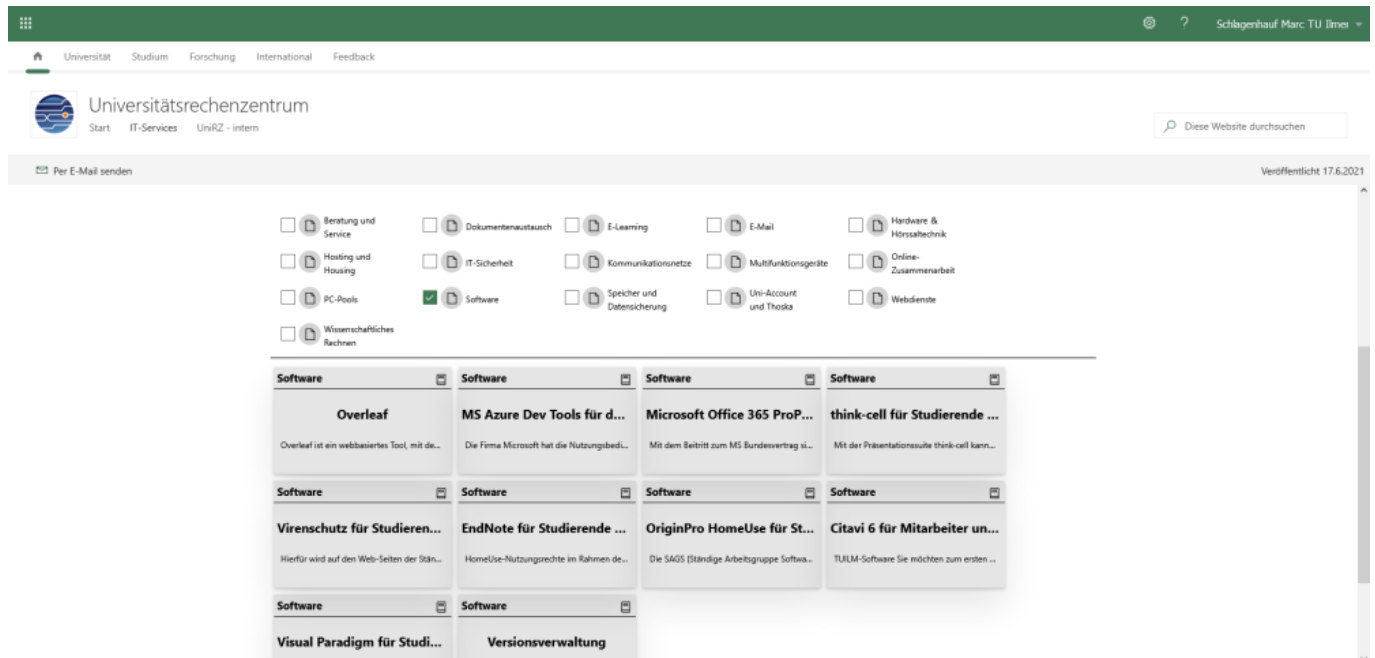 ? Schlagenhauf Marc TU Ilmer
Universität Studium Forschung International Feedback
Universitätsrechenzentrum
Start IT-Services UniRZ - intern
Diese Website durchsuchen
Per E-Mail senden
Veröffentlicht 17.6.2021
Beratung und
Service
Dokumentenaustausch
E-Learning
E-Mail
Hardware &
Hörssaltechnik
Hosting und
Housing
IT-Sicherheit
Kommunikationsnetze
Multifunktionsgeräte
Online-
Zusammenarbeit
PC-Pools
Software
Speicher und
Datensicherung
Uni-Account
und Thoska
Webdienste
Wissenschaftliches
Rechnen
Software
Overleaf
Overleaf ist ein webbasiertes Tool, mit de...
Software
MS Azure Dev Tools für d...
Die Firma Microsoft hat die Nutzungsbedi...
Software
Microsoft Office 365 ProP...
Mit dem Beitritt zum MS Bundesvertrag si...
Software
think-cell für Studierende ...
Mit der Präsentationssuite think-cell kann...
Software
Virenschutz für Studieren...
Hierfür wird auf den Web-Seiten der Stän...
Software
EndNote für Studierende ...
HomeUse-Nutzungsrechte im Rahmen de...
Software
OriginPro HomeUse für St...
Die SAGS (Ständige Arbeitsgruppe Softwa...
Software
Citavi 6 für Mitarbeiter un...
TUILM-Software Sie möchten zum ersten ...
Software
Visual Paradigm für Studi...
Software
Versionsverwaltung